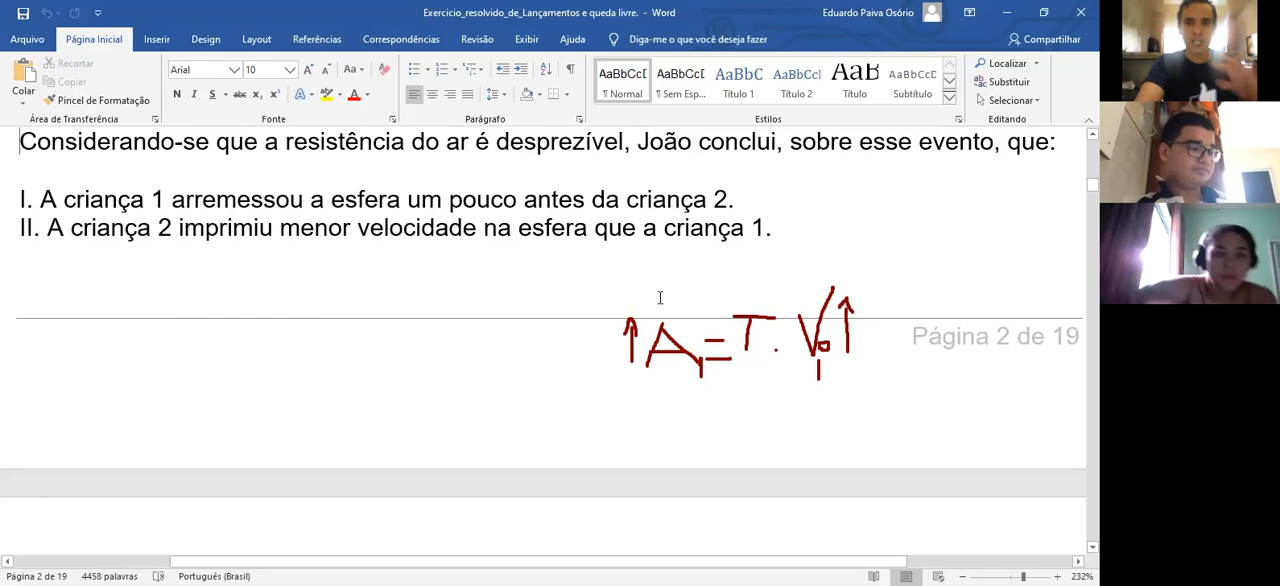 Exercicio_resolvido_de_Lançamentos e queda livre. - Word
Eduardo Paiva Osório
Arquivo Página Inicial Inserir Design Layout Referências Correspondências Revisão Exibir Ajuda Diga-me o que você deseja fazer Compartilhar
Colar
Recortar
Copiar
Pincel de Formatação
Área de Transferência
Arial 10
N I S abc x₂ x² A A
Fonte
Parágrafo
AaBbCcI AaBbCcI AaBbC AaBbCcI AaB AaBbCcI
¶ Normal ¶ Sem Esp... Título 1 Título 2 Título Subtítulo
Estilos
Localizar
Substituir
Selecionar
Editando
Considerando-se que a resistência do ar é desprezível, João conclui, sobre esse evento, que:
I. A criança 1 arremessou a esfera um pouco antes da criança 2.
II. A criança 2 imprimiu menor velocidade na esfera que a criança 1.
↑ A₁ = T . V₀₁ ↑
Página 2 de 19
Página 2 de 19 4458 palavras Português (Brasil) 232%